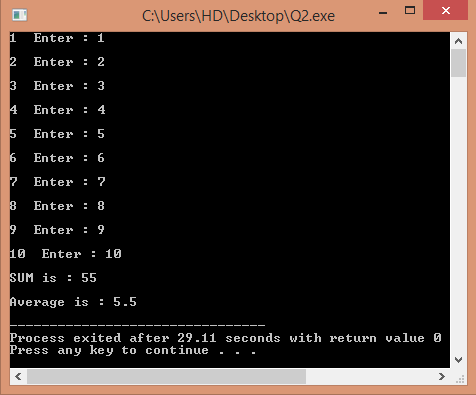 C:\Users\HD\Desktop\Q2.exe
1  Enter : 1
2  Enter : 2
3  Enter : 3
4  Enter : 4
5  Enter : 5
6  Enter : 6
7  Enter : 7
8  Enter : 8
9  Enter : 9
10  Enter : 10
SUM is : 55
Average is : 5.5
--------------------------------
Process exited after 29.11 seconds with return value 0
Press any key to continue . . .